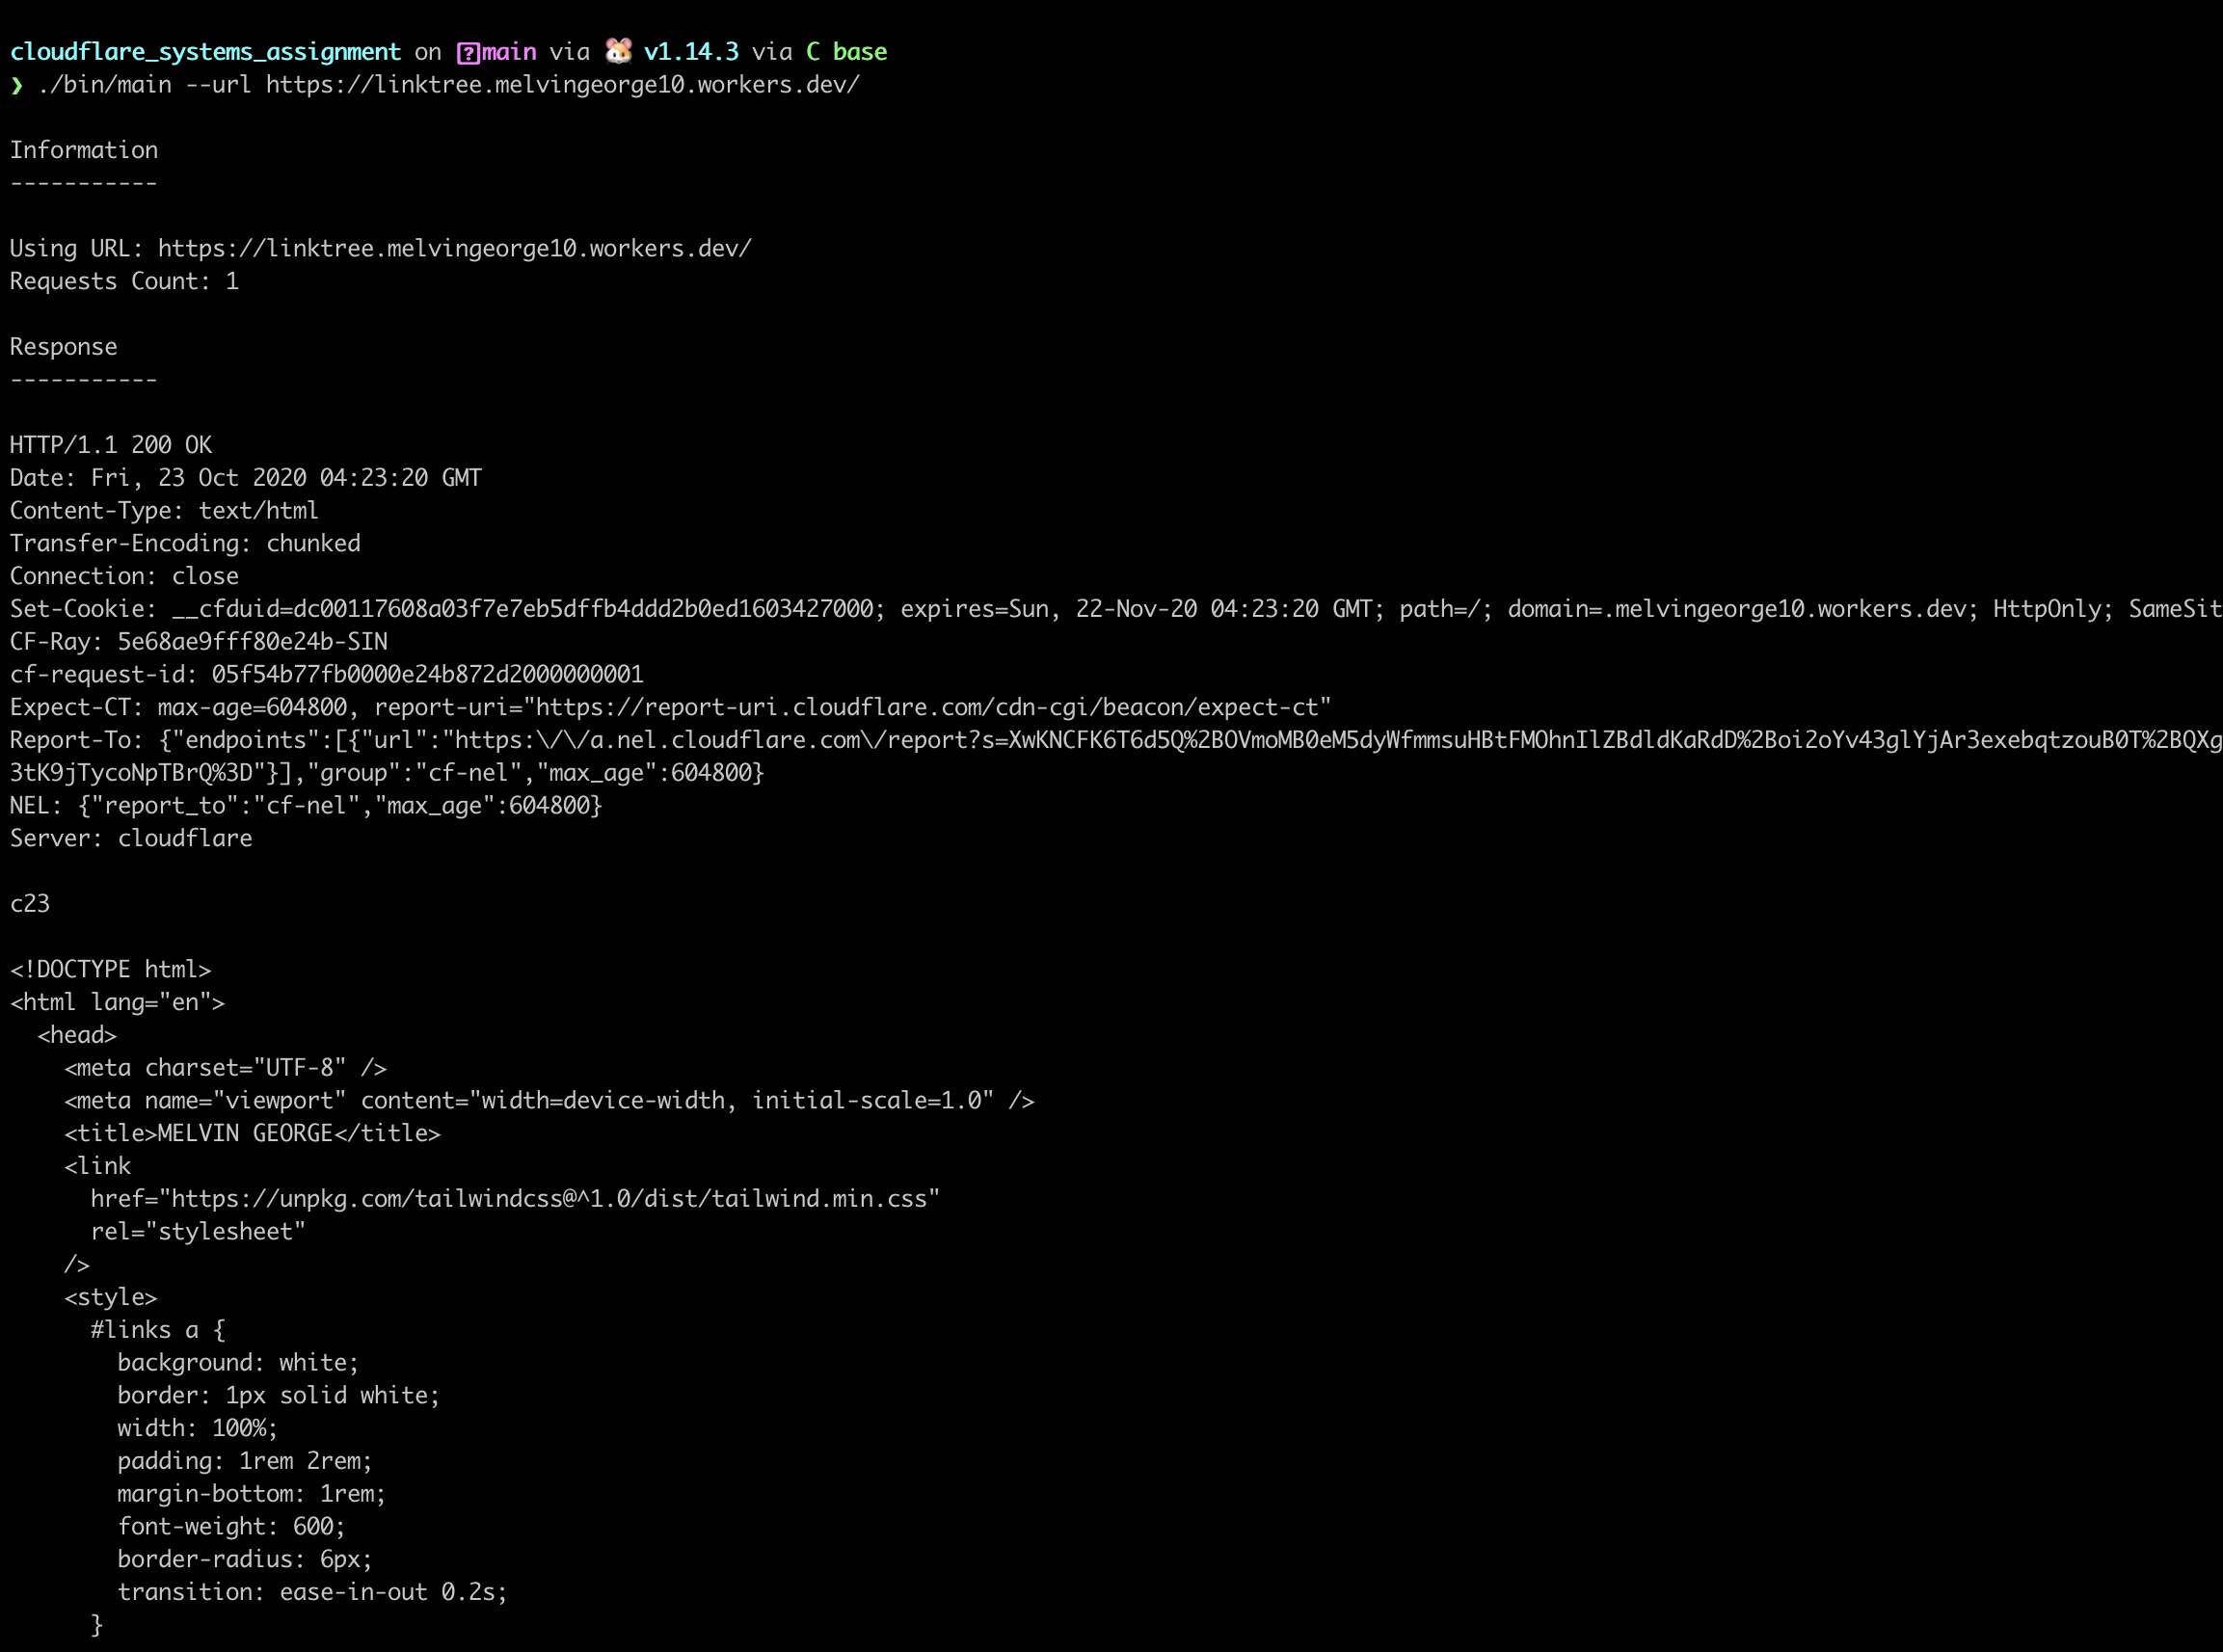 cloudflare_systems_assignment on main via 🐹 v1.14.3 via C base
❯ ./bin/main --url https://linktree.melvingeorge10.workers.dev/
Information
-----------
Using URL: https://linktree.melvingeorge10.workers.dev/
Requests Count: 1
Response
-----------
HTTP/1.1 200 OK
Date: Fri, 23 Oct 2020 04:23:20 GMT
Content-Type: text/html
Transfer-Encoding: chunked
Connection: close
Set-Cookie: __cfduid=dc00117608a03f7e7eb5dffb4ddd2b0ed1603427000; expires=Sun, 22-Nov-20 04:23:20 GMT; path=/; domain=.melvingeorge10.workers.dev; HttpOnly; SameSit
CF-Ray: 5e68ae9fff80e24b-SIN
cf-request-id: 05f54b77fb0000e24b872d2000000001
Expect-CT: max-age=604800, report-uri="https://report-uri.cloudflare.com/cdn-cgi/beacon/expect-ct"
Report-To: {"endpoints":[{"url":"https:\/\/a.nel.cloudflare.com\/report?s=XwKNCFK6T6d5Q%2BOVmoMB0eM5dyWfmmsuHBtFMOhnIlZBdldKaRdD%2Boi2oYv43glYjAr3exebqtzouB0T%2BQXg
3tK9jTycoNpTBrQ%3D"}],"group":"cf-nel","max_age":604800}
NEL: {"report_to":"cf-nel","max_age":604800}
Server: cloudflare
c23
<!DOCTYPE html>
<html lang="en">
  <head>
    <meta charset="UTF-8" />
    <meta name="viewport" content="width=device-width, initial-scale=1.0" />
    <title>MELVIN GEORGE</title>
    <link
      href="https://unpkg.com/tailwindcss@^1.0/dist/tailwind.min.css"
      rel="stylesheet"
    />
    <style>
      #links a {
        background: white;
        border: 1px solid white;
        width: 100%;
        padding: 1rem 2rem;
        margin-bottom: 1rem;
        font-weight: 600;
        border-radius: 6px;
        transition: ease-in-out 0.2s;
      }